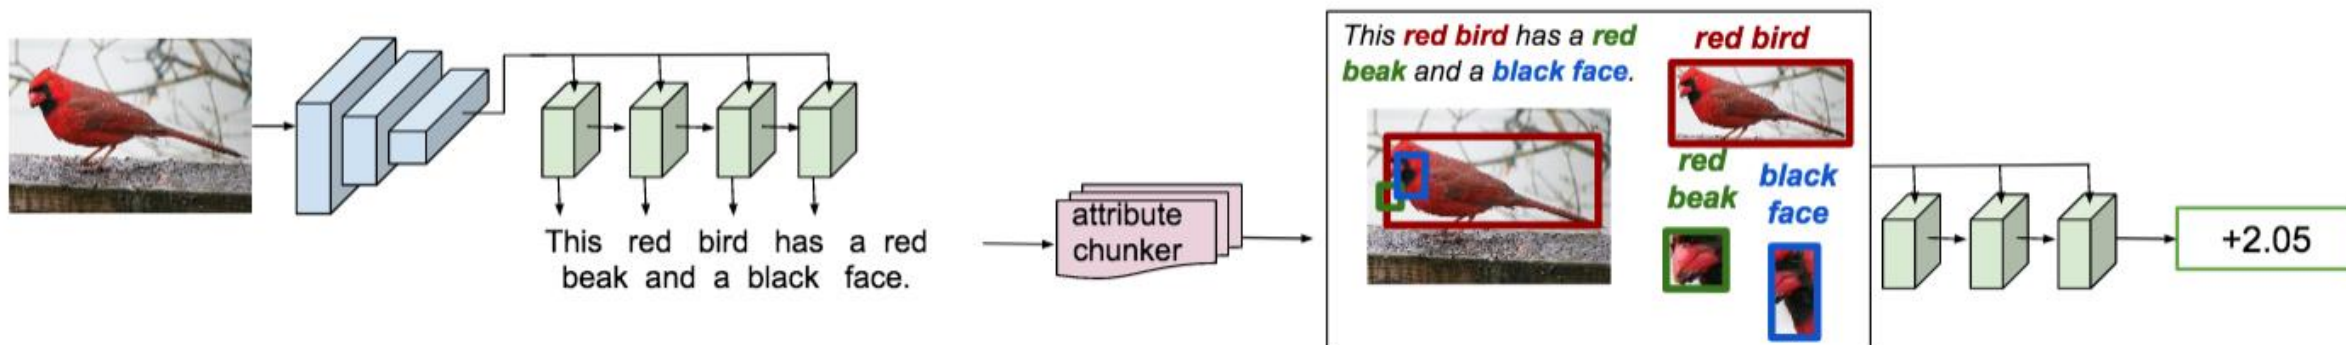 This red bird has a red
beak and a black face.
attribute
chunker
This red bird has a red
beak and a black face.
red bird
red
beak
black
face
+2.05